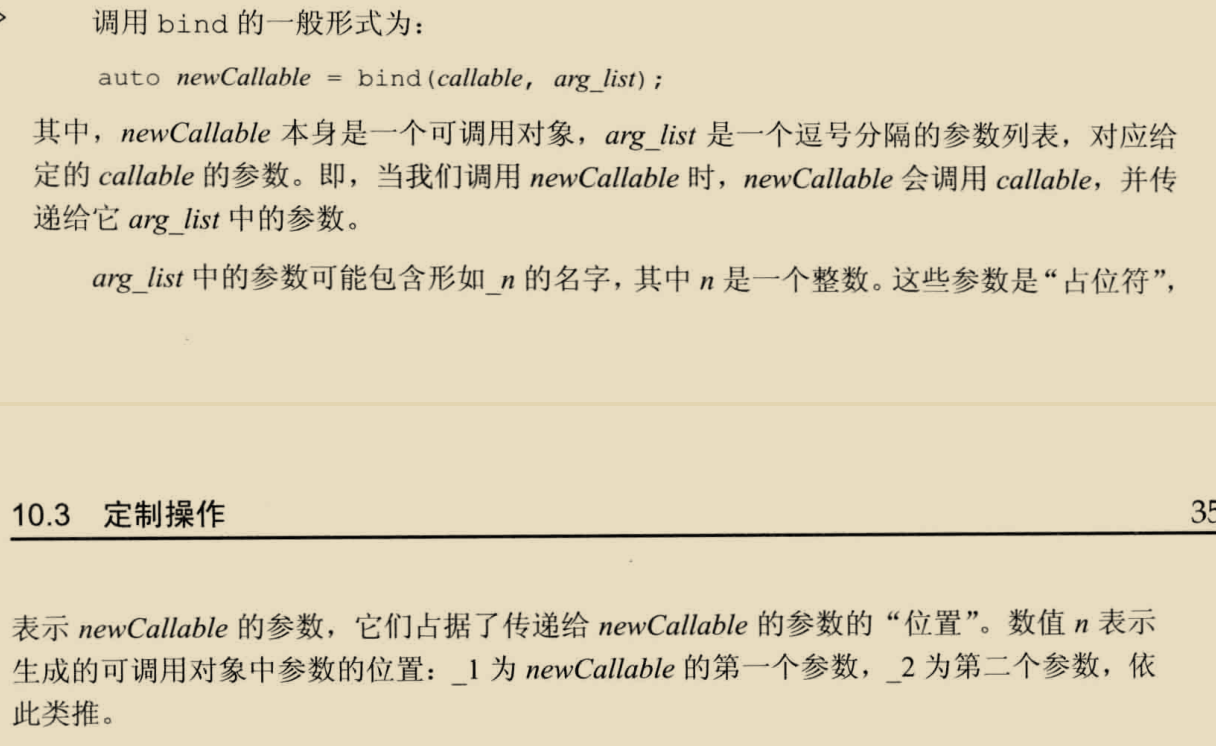 调用 bind 的一般形式为：
auto newCallable = bind(callable, arg_list);
其中，newCallable 本身是一个可调用对象，arg_list 是一个逗号分隔的参数列表，对应给
定的 callable 的参数。即，当我们调用 newCallable 时，newCallable 会调用 callable，并传
递给它 arg_list 中的参数。
arg_list 中的参数可能包含形如_n 的名字，其中 n 是一个整数。这些参数是“占位符”，
10.3 定制操作 35
表示 newCallable 的参数，它们占据了传递给 newCallable 的参数的“位置”。数值 n 表示
生成的可调用对象中参数的位置：_1 为 newCallable 的第一个参数，_2 为第二个参数，依
此类推。